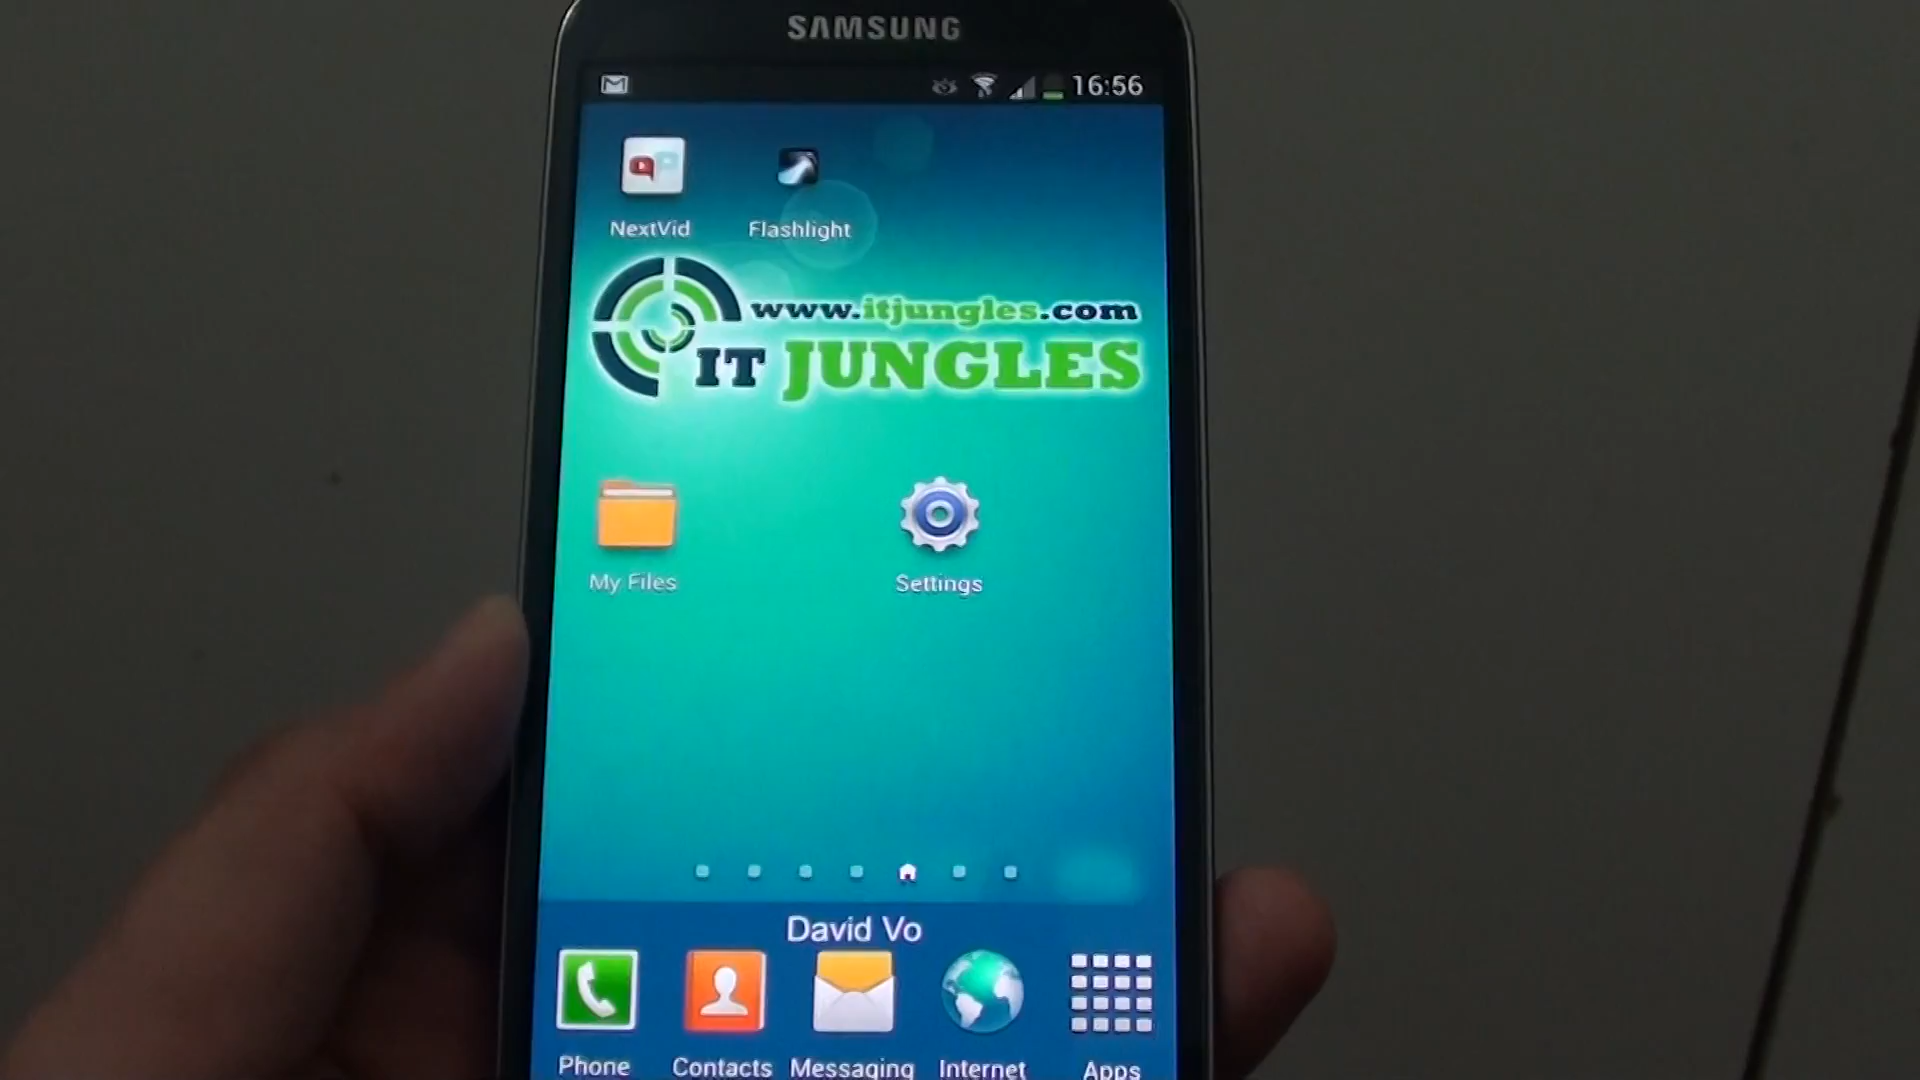 SAMSUNG
16:56
NextVid
Flashlight
www.itjungles.com
IT JUNGLES
My Files
Settings
David Vo
Phone
Contacts
Messaging
Internet
Apps